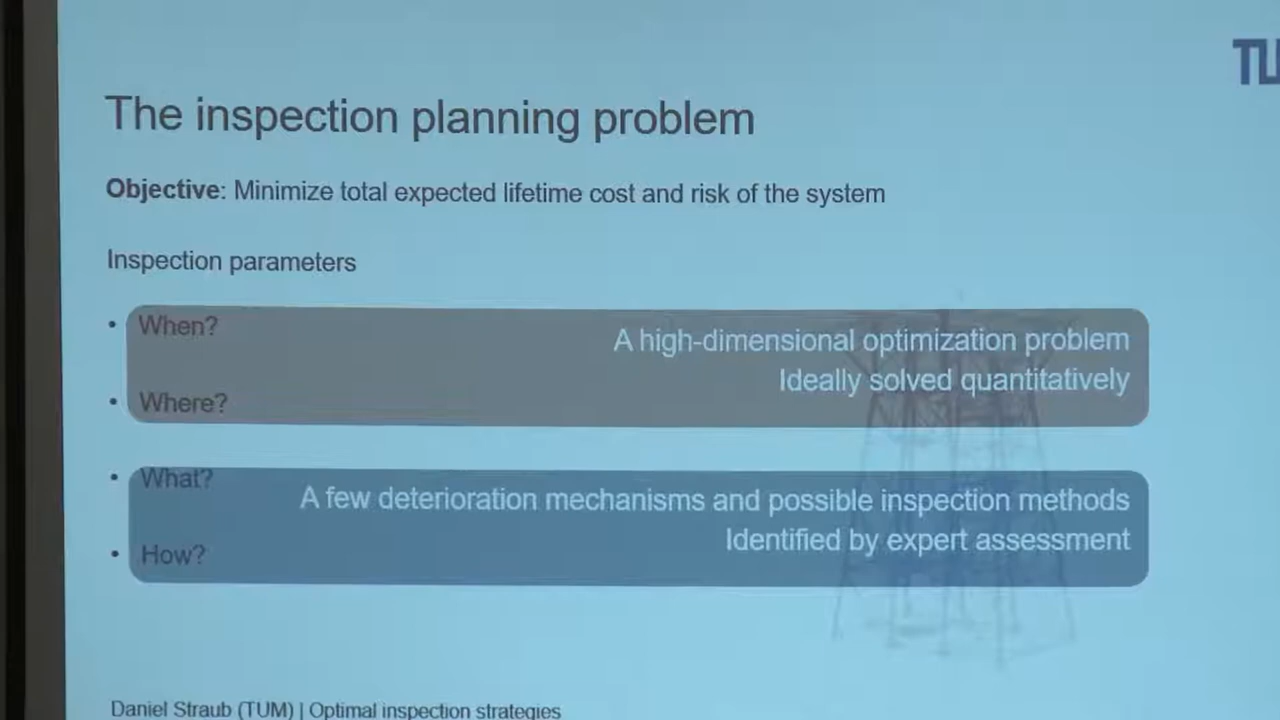 The inspection planning problem
Objective: Minimize total expected lifetime cost and risk of the system
Inspection parameters
• When?
A high-dimensional optimization problem
Ideally solved quantitatively
• Where?
• What?
A few deterioration mechanisms and possible inspection methods
Identified by expert assessment
• How?
Daniel Straub (TUM) | Optimal inspection strategies